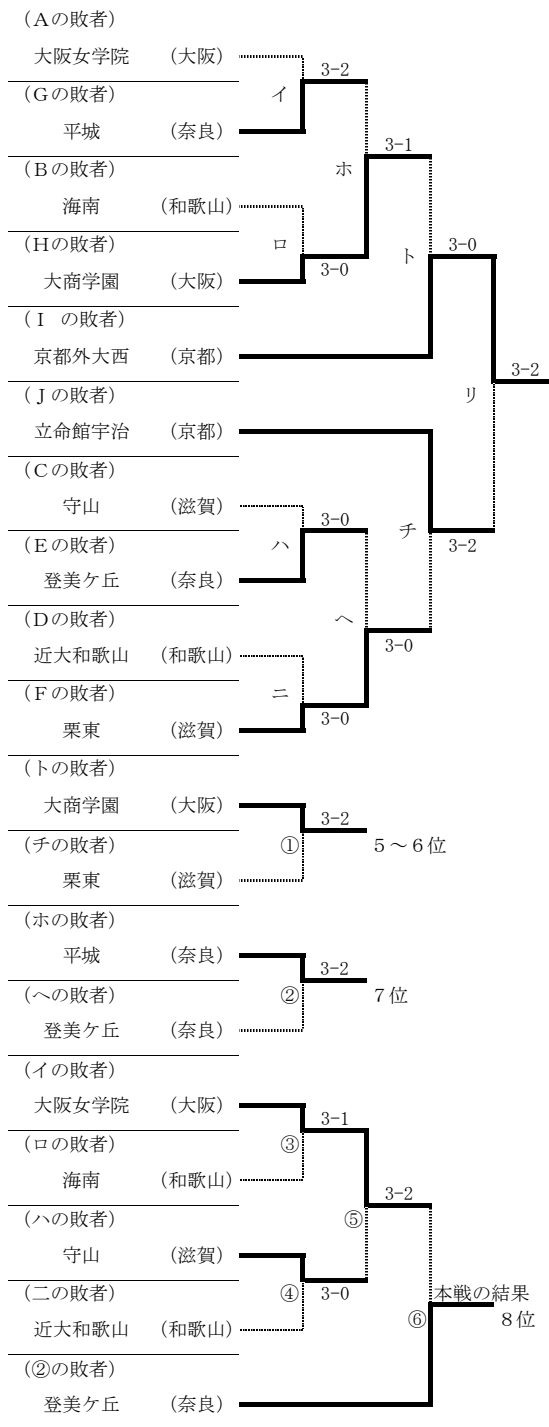 (Ａの敗者)
大阪女学院 (大阪)
3-2
イ
(Ｇの敗者)
平城 (奈良)
3-1
ホ
(Ｂの敗者)
海南 (和歌山)
ロ
3-0
ト
3-0
(Ｈの敗者)
大商学園 (大阪)
(Ｉ の敗者)
京都外大西 (京都)
3-2
リ
(Ｊの敗者)
立命館宇治 (京都)
(Ｃの敗者)
守山 (滋賀)
3-0
ハ
チ
3-2
(Ｅの敗者)
登美ケ丘 (奈良)
(Ｄの敗者)
ヘ
3-0
近大和歌山 (和歌山)
ニ
3-0
(Ｆの敗者)
栗東 (滋賀)
(トの敗者)
大商学園 (大阪)
3-2
① ５～６位
(チの敗者)
栗東 (滋賀)
(ホの敗者)
平城 (奈良)
3-2
② ７位
(ヘの敗者)
登美ケ丘 (奈良)
(イの敗者)
大阪女学院 (大阪)
3-1
③
(ロの敗者)
海南 (和歌山)
3-2
⑤
(ハの敗者)
守山 (滋賀)
④ 3-0
本戦の結果
(二の敗者)
⑥ ８位
近大和歌山 (和歌山)
(②の敗者)
登美ケ丘 (奈良)